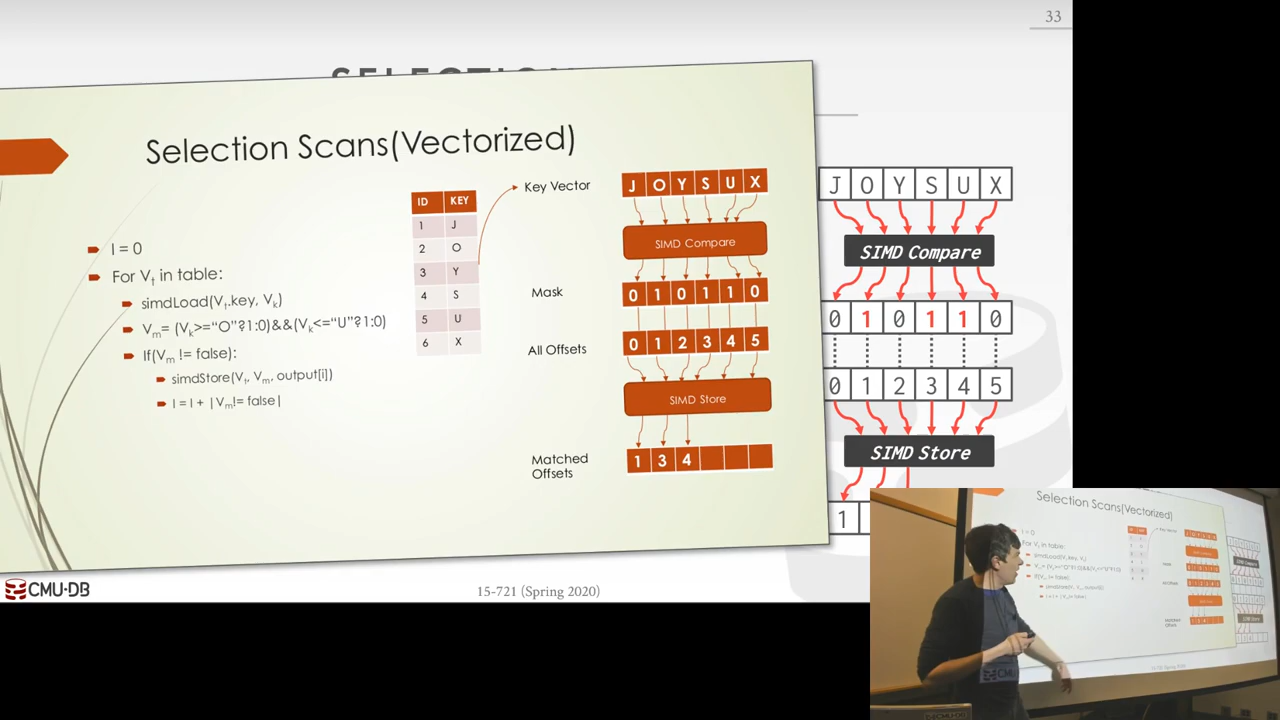 33
Selection Scans(Vectorized)
I = 0
For Vt in table:
simdLoad(Vt.key, Vk)
Vm= (Vk>="O"?1:0)&&(Vk<="U"?1:0)
If(Vm != false):
simdStore(Vt, Vm, output[i])
I = I + |Vm!= false|
ID KEY
1 J
2 O
3 Y
4 S
5 U
6 X
Key Vector
J O Y S U X
SIMD Compare
Mask
0 1 0 1 1 0
All Offsets
0 1 2 3 4 5
SIMD Store
Matched
Offsets
1 3 4
J O Y S U X
SIMD Compare
0 1 0 1 1 0
0 1 2 3 4 5
SIMD Store
1
CMU·DB
15-721 (Spring 2020)
Selection Scans(Vectorized)